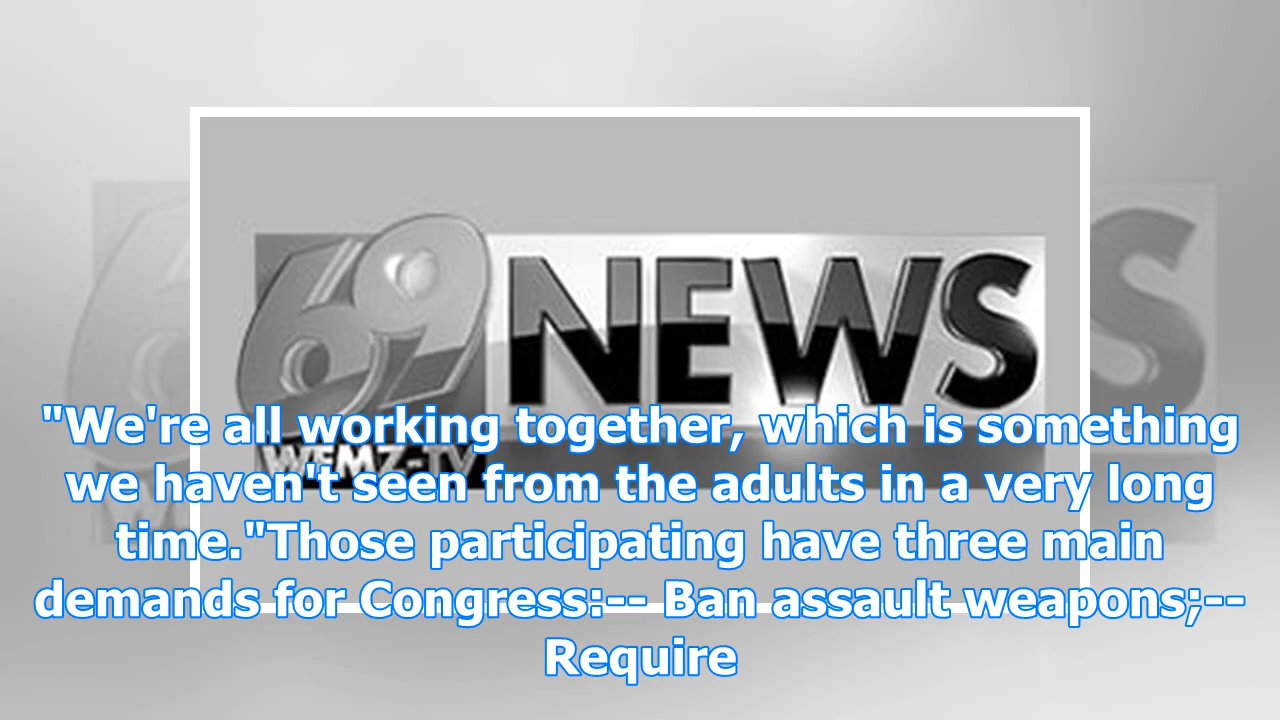 69 NEWS
WFMZ-TV
"We're all working together, which is something
we haven't seen from the adults in a very long
time."Those participating have three main
demands for Congress:-- Ban assault weapons;--
Require